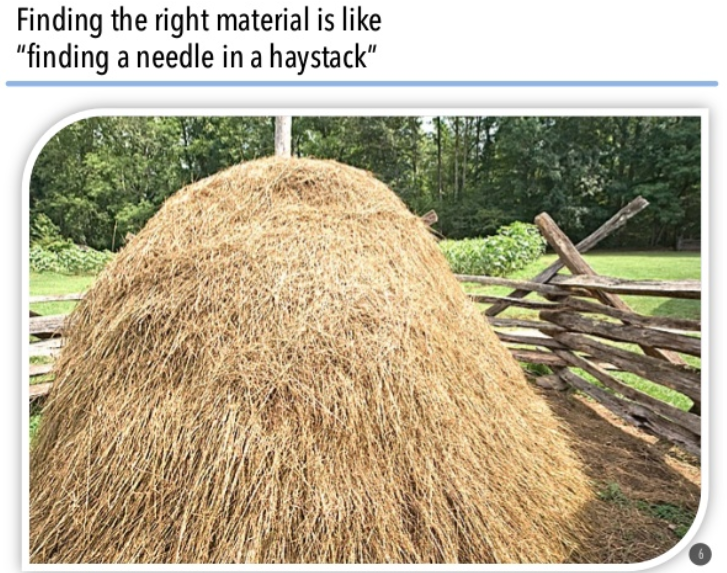 Finding the right material is like
“finding a needle in a haystack”
6